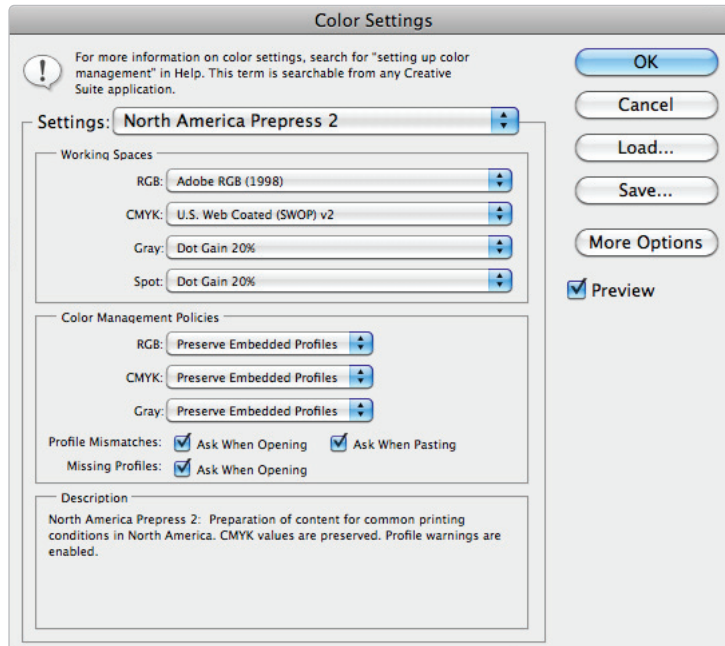 Color Settings
For more information on color settings, search for "setting up color
management" in Help. This term is searchable from any Creative
Suite application.
Settings: North America Prepress 2
Working Spaces
RGB: Adobe RGB (1998)
CMYK: U.S. Web Coated (SWOP) v2
Gray: Dot Gain 20%
Spot: Dot Gain 20%
Color Management Policies
RGB: Preserve Embedded Profiles
CMYK: Preserve Embedded Profiles
Gray: Preserve Embedded Profiles
Profile Mismatches: Ask When Opening Ask When Pasting
Missing Profiles: Ask When Opening
Description
North America Prepress 2: Preparation of content for common printing
conditions in North America. CMYK values are preserved. Profile warnings are
enabled.
OK
Cancel
Load...
Save...
More Options
Preview